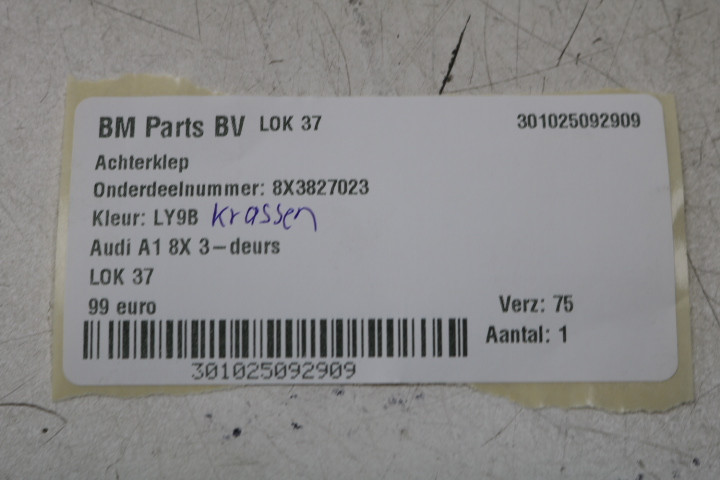 BM Parts BV LOK 37 301025092909
Achterklep
Onderdeelnummer: 8X3827023
Kleur: LY9B krassen
Audi A1 8X 3-deurs
LOK 37
99 euro Verz: 75
Aantal: 1
301025092909